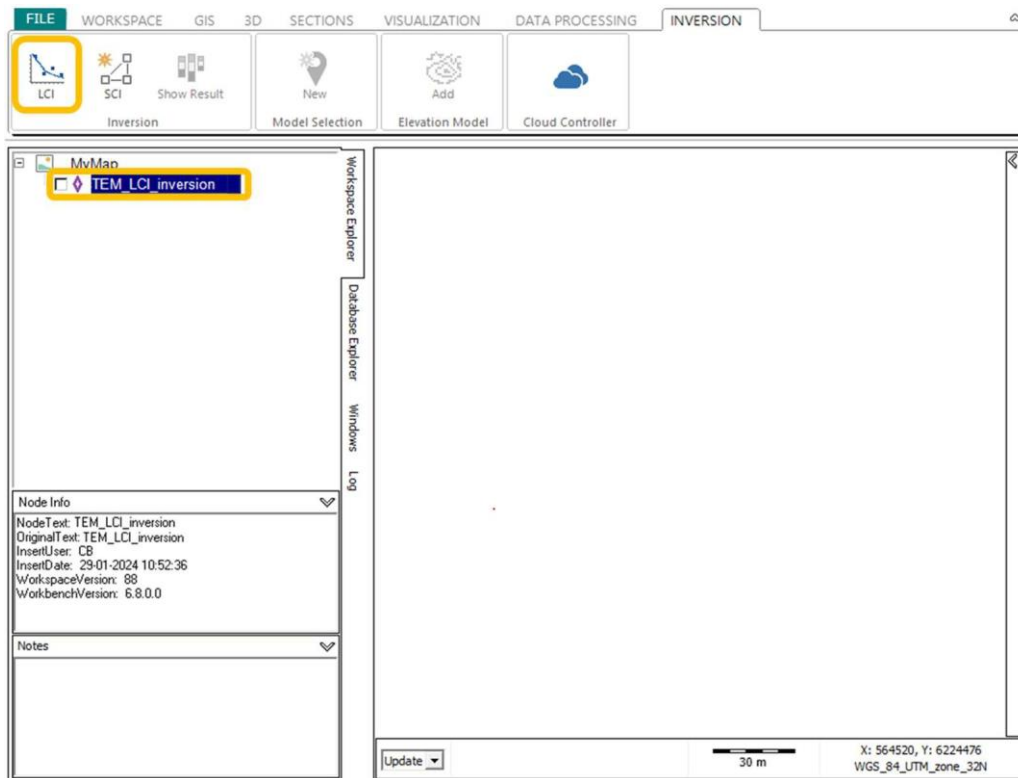 FILE WORKSPACE GIS 3D SECTIONS VISUALIZATION DATA PROCESSING INVERSION
LCI SCI Show Result New Add
Inversion Model Selection Elevation Model Cloud Controller
MyMap
TEM_LCI_inversion
Workspace Explorer
Database Explorer
Windows
Log
Node Info
NodeText: TEM_LCI_inversion
OriginalText: TEM_LCI_inversion
InsertUser: CB
InsertDate: 29-01-2024 10:52:36
WorkspaceVersion: 88
WorkbenchVersion: 6.8.0.0
Notes
Update
30 m
X: 564520, Y: 6224476
WGS_84_UTM_zone_32N